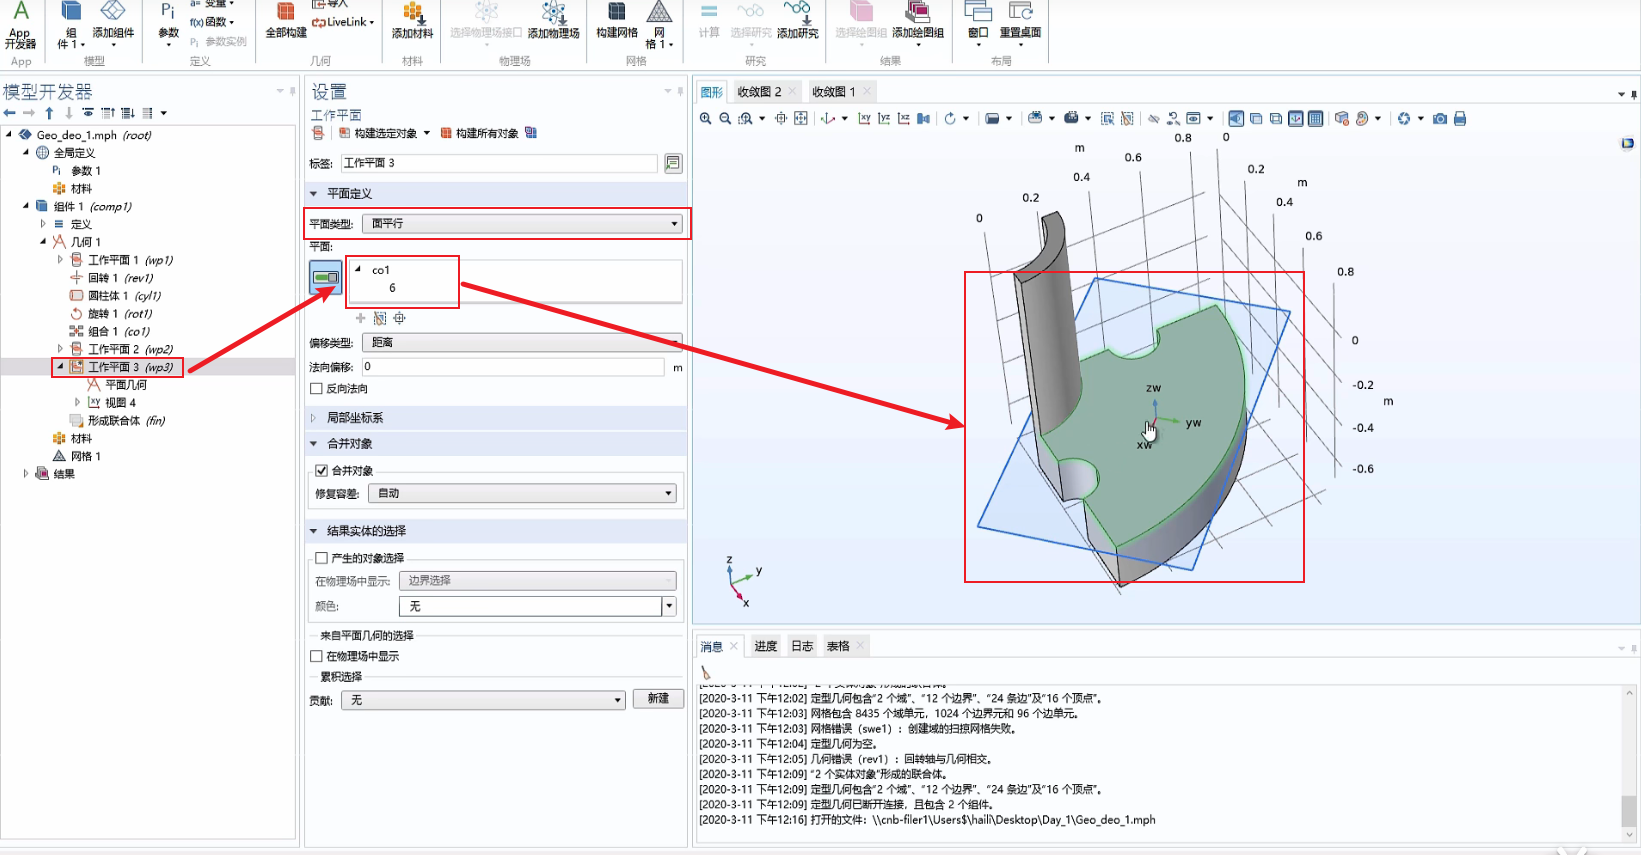 App 开发器
组件 1
添加组件
a= 变量
f(x) 函数
Pi 参数实例
Pi 参数
全部构建
导入
LiveLink
添加材料
选择物理场接口
添加物理场
构建网格
网格 1
计算
选择研究
添加研究
选择绘图组
添加绘图组
窗口
重置桌面
App
模型
定义
几何
材料
物理场
网格
研究
结果
布局
模型开发器
Geo_deo_1.mph (root)
全局定义
Pi 参数 1
材料
组件 1 (comp1)
定义
几何 1
工作平面 1 (wp1)
回转 1 (rev1)
圆柱体 1 (cyl1)
旋转 1 (rot1)
组合 1 (co1)
工作平面 2 (wp2)
工作平面 3 (wp3)
平面几何
视图 4
形成联合体 (fin)
材料
网格 1
结果
设置
工作平面
构建选定对象
构建所有对象
标签: 工作平面 3
平面定义
平面类型: 面平行
平面:
co1
6
偏移类型: 距离
法向偏移: 0 m
反向法向
局部坐标系
合并对象
合并对象
修复容差: 自动
结果实体的选择
产生的对象选择
在物理场中显示: 边界选择
颜色: 无
来自平面几何的选择
在物理场中显示
累积选择
贡献: 无 新建
图形
收敛图 2
收敛图 1
xy yz xz
m
0
0.2
0.4
0.6
0.8
0
0.2
m
0.4
0.6
0.8
0
-0.2
m
-0.4
-0.6
zw
yw
xw
z
y
x
消息
进度
日志
表格
[2020-3-11 下午12:02] "2 个实体对象"形成的联合体。
[2020-3-11 下午12:02] 定型几何包含"2 个域"、"12 个边界"、"24 条边"及"16 个顶点"。
[2020-3-11 下午12:03] 网格包含 8435 个域单元，1024 个边界元和 96 个边单元。
[2020-3-11 下午12:03] 网格错误（swe1）：创建域的扫掠网格失败。
[2020-3-11 下午12:04] 定型几何为空。
[2020-3-11 下午12:05] 几何错误（rev1）：回转轴与几何相交。
[2020-3-11 下午12:09] "2 个实体对象"形成的联合体。
[2020-3-11 下午12:09] 定型几何包含"2 个域"、"12 个边界"、"24 条边"及"16 个顶点"。
[2020-3-11 下午12:09] 定型几何已断开连接，且包含 2 个组件。
[2020-3-11 下午12:16] 打开的文件：\\cnb-filer1\Users$\haili\Desktop\Day_1\Geo_deo_1.mph